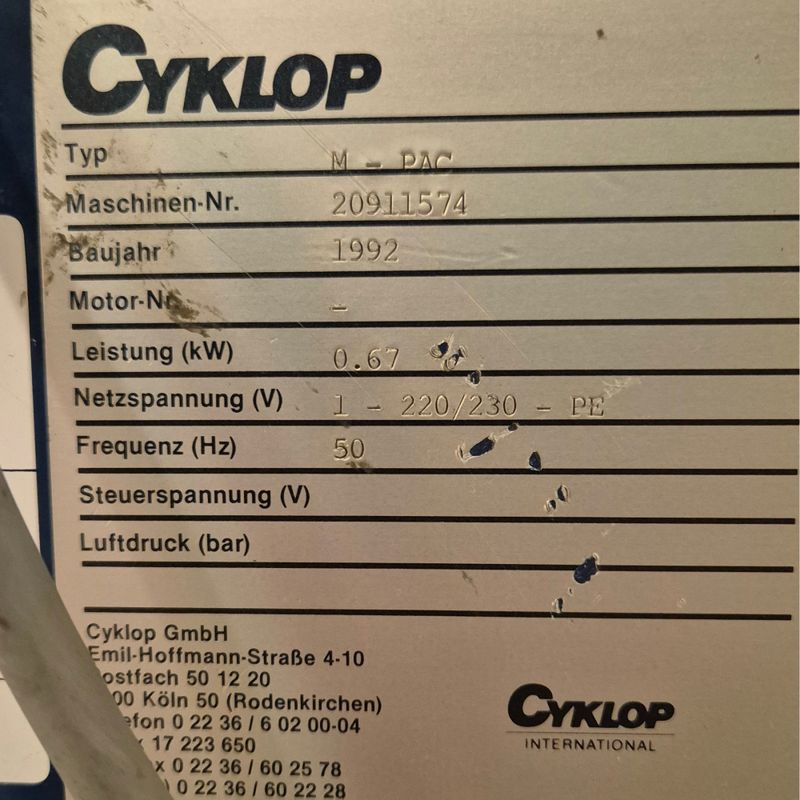 CYKLOP
Typ M - PAC
Maschinen-Nr. 20911574
Baujahr 1992
Motor-Nr. –
Leistung (kW) 0.67
Netzspannung (V) 1 - 220/230 - PE
Frequenz (Hz) 50
Steuerspannung (V)
Luftdruck (bar)
Cyklop GmbH
Emil-Hoffmann-Straße 4-10
Postfach 50 12 20
00 Köln 50 (Rodenkirchen)
efon 0 22 36 / 6 02 00-04
x 17 223 650
x 0 22 36 / 60 25 78
) 0 22 36 / 60 22 28
CYKLOP
INTERNATIONAL